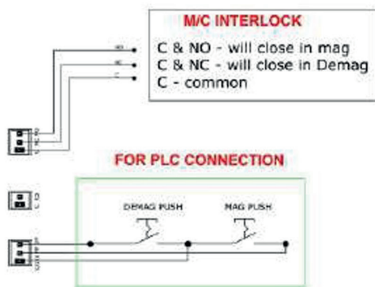 M/C INTERLOCK
NO
NC
C
C & NO - will close in mag
C & NC - will close in Demag
C - common
FOR PLC CONNECTION
DEMAG PUSH
MAG PUSH